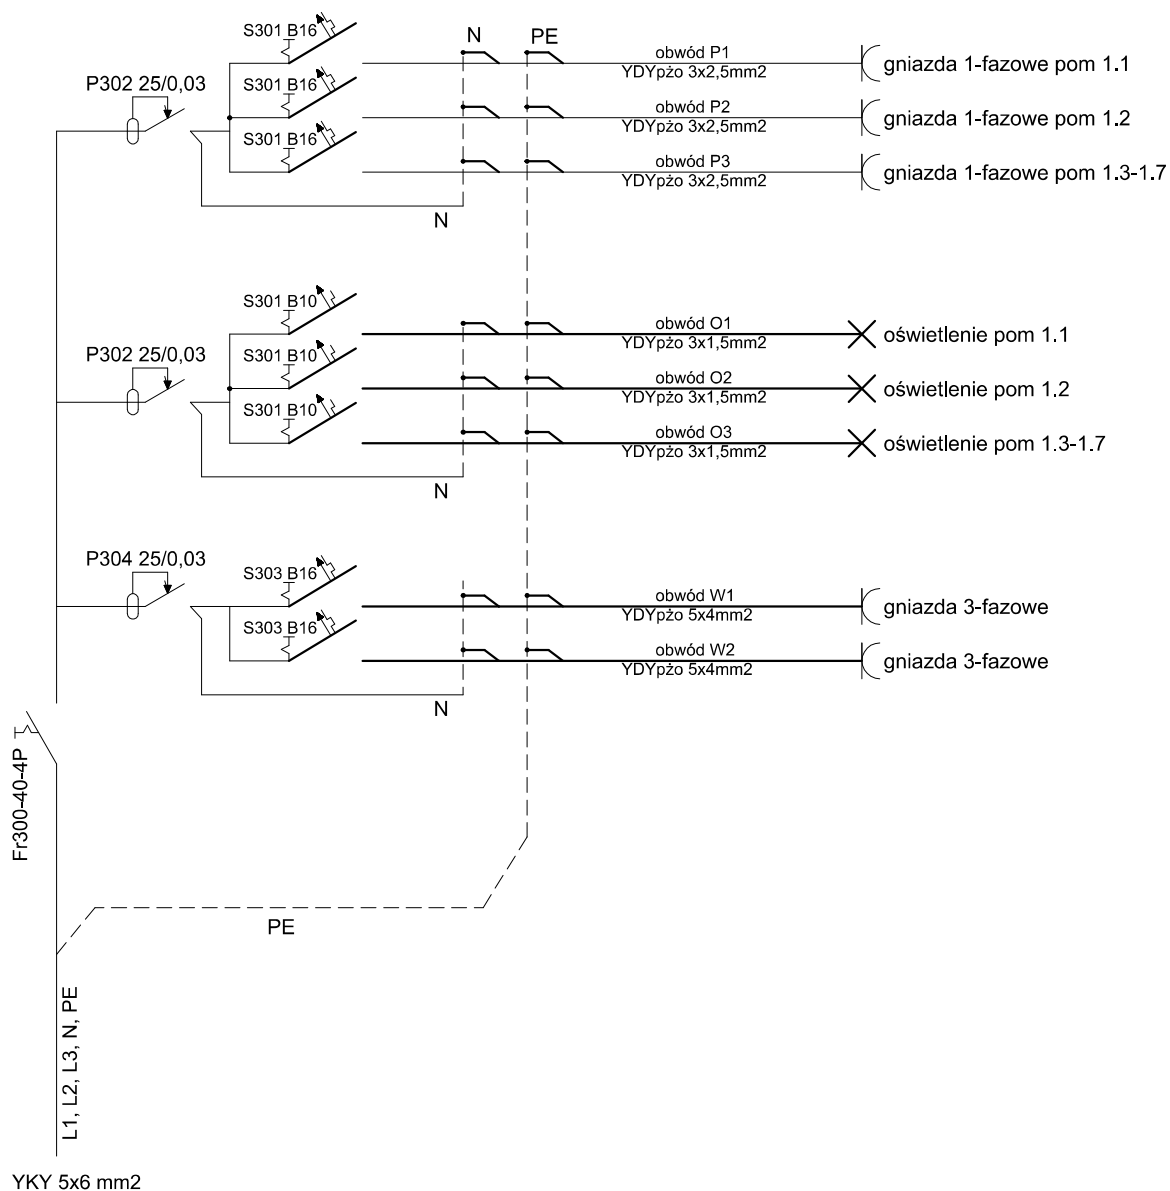 S301 B16
N
PE
obwód P1
YDYpżo 3x2,5mm2
gniazda 1-fazowe pom 1.1
P302 25/0,03
S301 B16
obwód P2
YDYpżo 3x2,5mm2
gniazda 1-fazowe pom 1.2
S301 B16
obwód P3
YDYpżo 3x2,5mm2
gniazda 1-fazowe pom 1.3-1.7
N
S301 B10
obwód O1
YDYpżo 3x1,5mm2
oświetlenie pom 1.1
P302 25/0,03
S301 B10
obwód O2
YDYpżo 3x1,5mm2
oświetlenie pom 1.2
S301 B10
obwód O3
YDYpżo 3x1,5mm2
oświetlenie pom 1.3-1.7
N
P304 25/0,03
S303 B16
obwód W1
YDYpżo 5x4mm2
gniazda 3-fazowe
S303 B16
obwód W2
YDYpżo 5x4mm2
gniazda 3-fazowe
N
Fr300-40-4P
PE
L1, L2, L3, N, PE
YKY 5x6 mm2